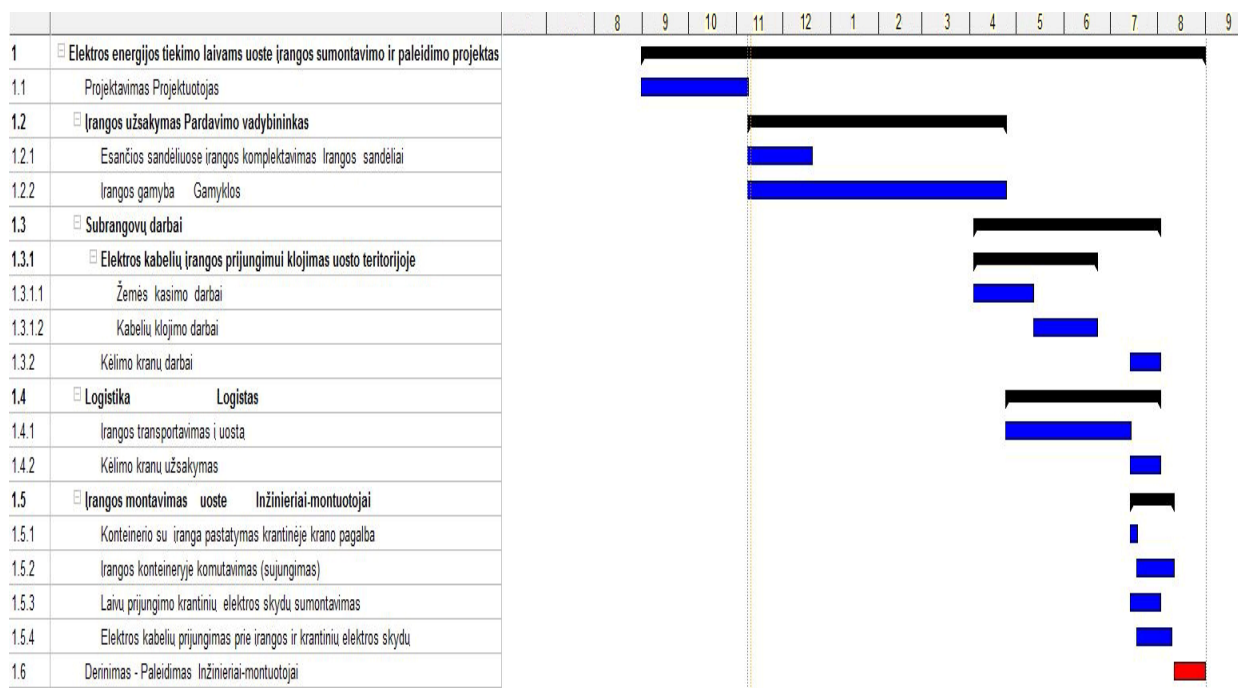 8 9 10 11 12 1 2 3 4 5 6 7 8 9
1 Elektros energijos tiekimo laivams uoste įrangos sumontavimo ir paleidimo projektas
1.1 Projektavimas Projektuotojas
1.2 Įrangos užsakymas Pardavimo vadybininkas
1.2.1 Esančios sandėliuose įrangos komplektavimas Įrangos sandėliai
1.2.2 Įrangos gamyba Gamyklos
1.3 Subrangovų darbai
1.3.1 Elektros kabelių įrangos prijungimui klojimas uosto teritorijoje
1.3.1.1 Žemės kasimo darbai
1.3.1.2 Kabelių klojimo darbai
1.3.2 Kėlimo kranų darbai
1.4 Logistika Logistas
1.4.1 Įrangos transportavimas į uostą
1.4.2 Kėlimo kranų užsakymas
1.5 Įrangos montavimas uoste Inžinieriai-montuotojai
1.5.1 Konteinerio su įranga pastatymas krantinėje krano pagalba
1.5.2 Įrangos konteineryje komutavimas (sujungimas)
1.5.3 Laivų prijungimo krantinių elektros skydų sumontavimas
1.5.4 Elektros kabelių prijungimas prie įrangos ir krantinių elektros skydų
1.6 Derinimas - Paleidimas Inžinieriai-montuotojai